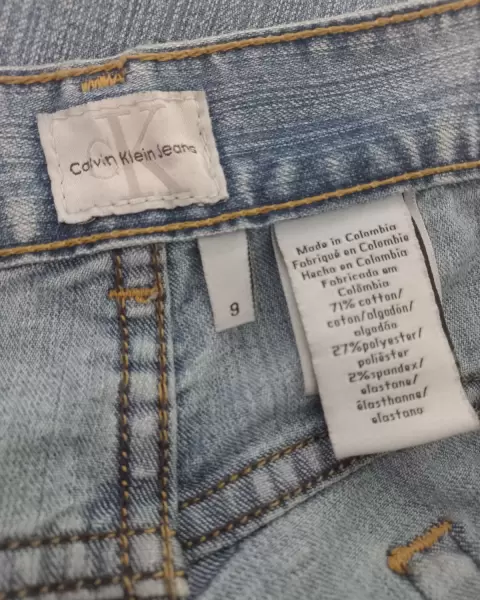 CK
Calvin Klein Jeans
9
Made in Colombia
Fabriqué en Colombie
Hecho en Colombia
Fabricado em
Colômbia
71% cotton/
coton/algodón/
algodão
27%polyester/
poliéster
2%spandex/
elastane/
élasthanne/
elastano